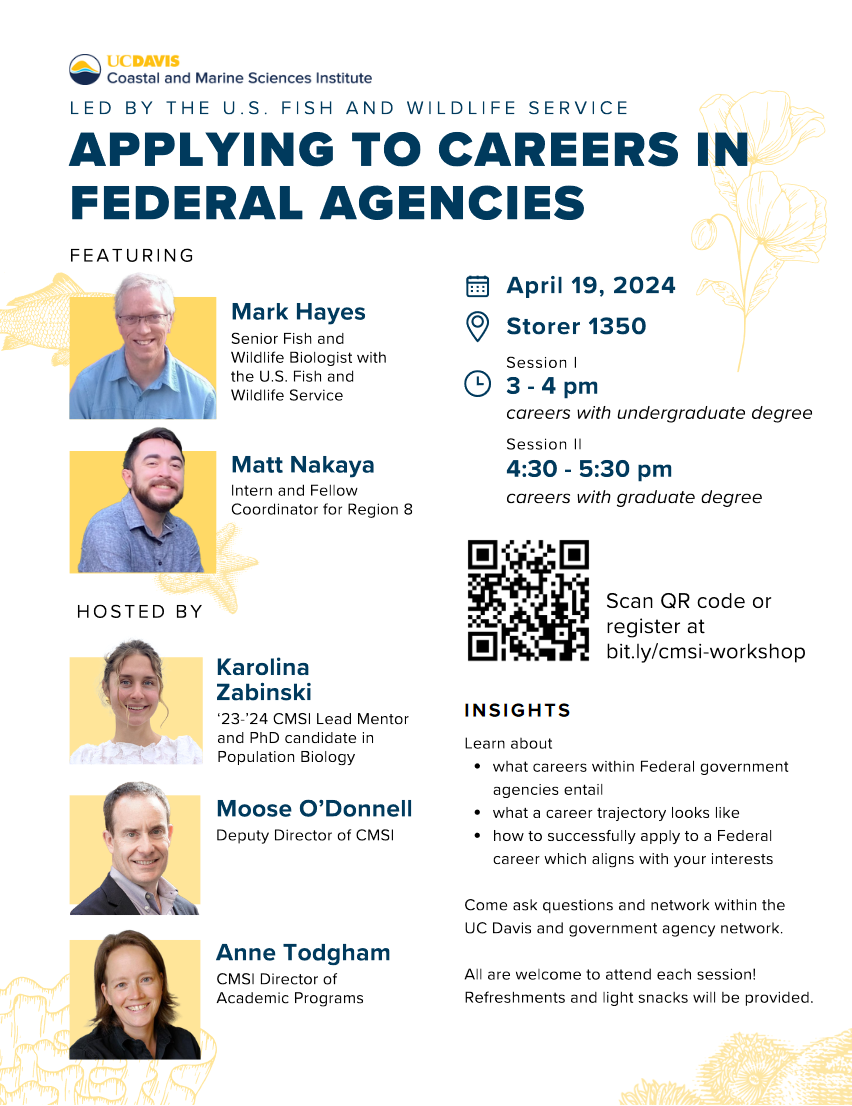 UCDAVIS
Coastal and Marine Sciences Institute
LED BY THE U.S. FISH AND WILDLIFE SERVICE
APPLYING TO CAREERS IN
FEDERAL AGENCIES
FEATURING
Mark Hayes
Senior Fish and
Wildlife Biologist with
the U.S. Fish and
Wildlife Service
Matt Nakaya
Intern and Fellow
Coordinator for Region 8
HOSTED BY
Karolina
Zabinski
‘23-’24 CMSI Lead Mentor
and PhD candidate in
Population Biology
Moose O’Donnell
Deputy Director of CMSI
Anne Todgham
CMSI Director of
Academic Programs
April 19, 2024
Storer 1350
Session I
3 - 4 pm
careers with undergraduate degree
Session II
4:30 - 5:30 pm
careers with graduate degree
Scan QR code or
register at
bit.ly/cmsi-workshop
INSIGHTS
Learn about
• what careers within Federal government
agencies entail
• what a career trajectory looks like
• how to successfully apply to a Federal
career which aligns with your interests
Come ask questions and network within the
UC Davis and government agency network.
All are welcome to attend each session!
Refreshments and light snacks will be provided.